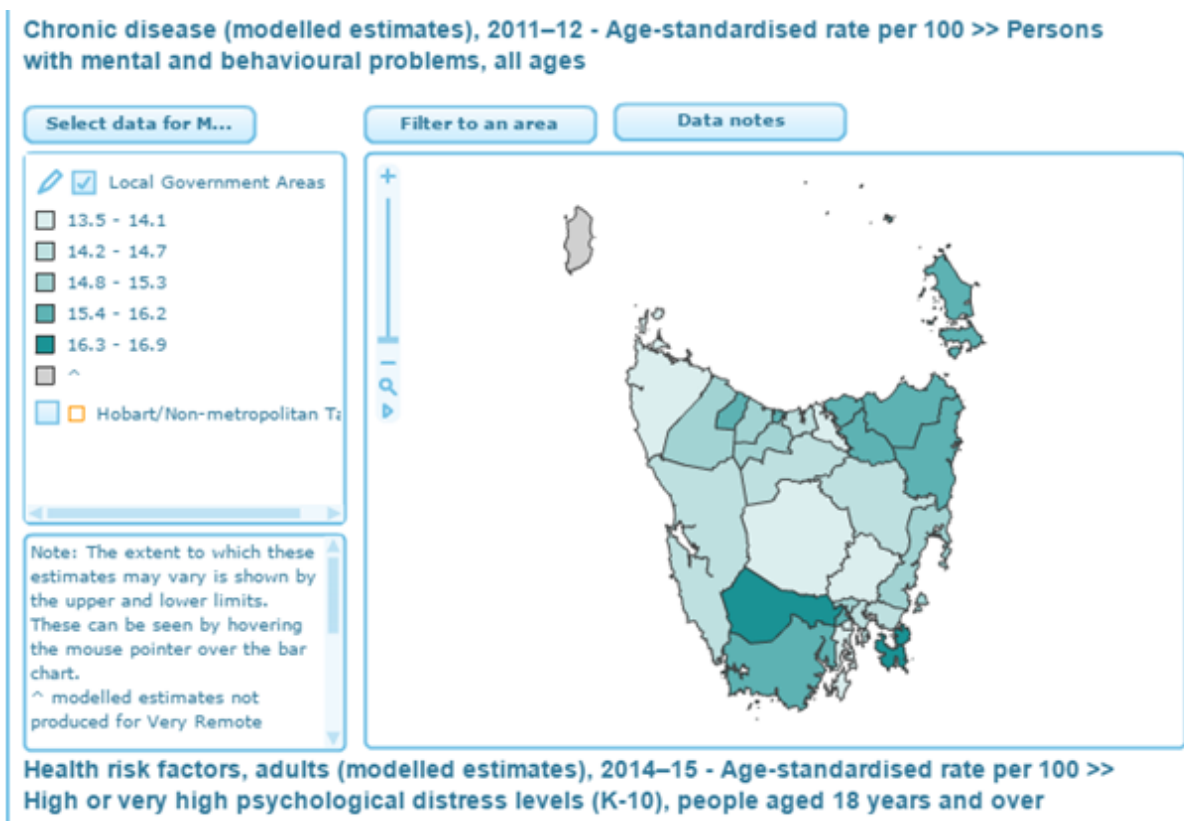 Chronic disease (modelled estimates), 2011–12 - Age-standardised rate per 100 >> Persons
with mental and behavioural problems, all ages
Select data for M...
Filter to an area
Data notes
Local Government Areas
13.5 - 14.1
14.2 - 14.7
14.8 - 15.3
15.4 - 16.2
16.3 - 16.9
^
Hobart/Non-metropolitan Ta
Note: The extent to which these
estimates may vary is shown by
the upper and lower limits.
These can be seen by hovering
the mouse pointer over the bar
chart.
^ modelled estimates not
produced for Very Remote
Health risk factors, adults (modelled estimates), 2014–15 - Age-standardised rate per 100 >>
High or very high psychological distress levels (K-10), people aged 18 years and over